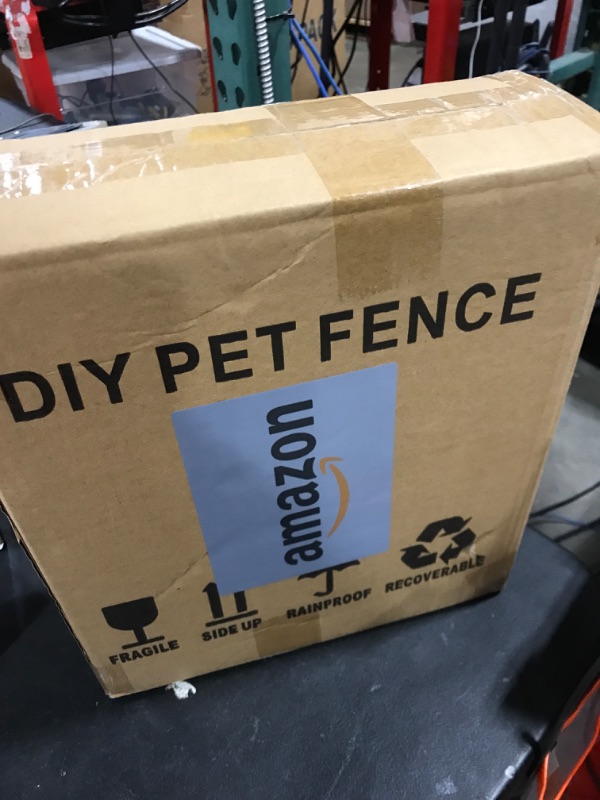 DIY PET FENCE
amazon
FRAGILE
SIDE UP
RAINPROOF
RECOVERABLE